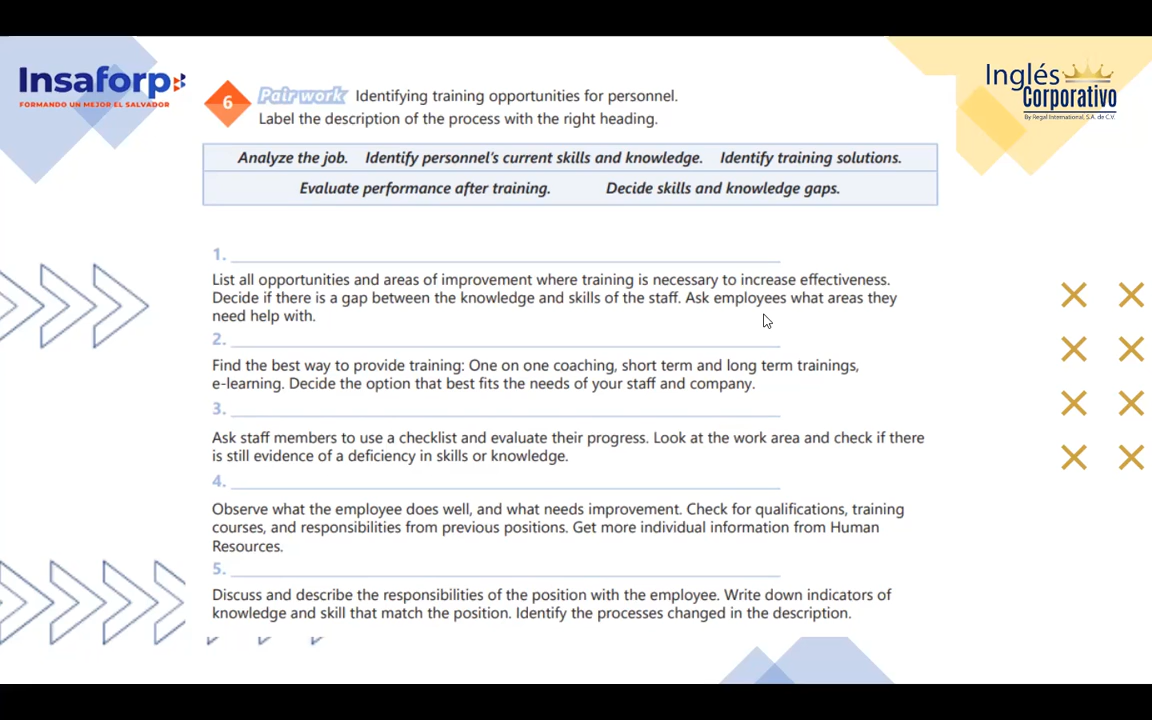 Insaforp
FORMANDO UN MEJOR EL SALVADOR
Inglés
Corporativo
By Regal International, S.A. de C.V.
6 Pair work Identifying training opportunities for personnel.
Label the description of the process with the right heading.
Analyze the job. Identify personnel's current skills and knowledge. Identify training solutions.
Evaluate performance after training. Decide skills and knowledge gaps.
1.
List all opportunities and areas of improvement where training is necessary to increase effectiveness.
Decide if there is a gap between the knowledge and skills of the staff. Ask employees what areas they
need help with.
2.
Find the best way to provide training: One on one coaching, short term and long term trainings,
e-learning. Decide the option that best fits the needs of your staff and company.
3.
Ask staff members to use a checklist and evaluate their progress. Look at the work area and check if there
is still evidence of a deficiency in skills or knowledge.
4.
Observe what the employee does well, and what needs improvement. Check for qualifications, training
courses, and responsibilities from previous positions. Get more individual information from Human
Resources.
5.
Discuss and describe the responsibilities of the position with the employee. Write down indicators of
knowledge and skill that match the position. Identify the processes changed in the description.